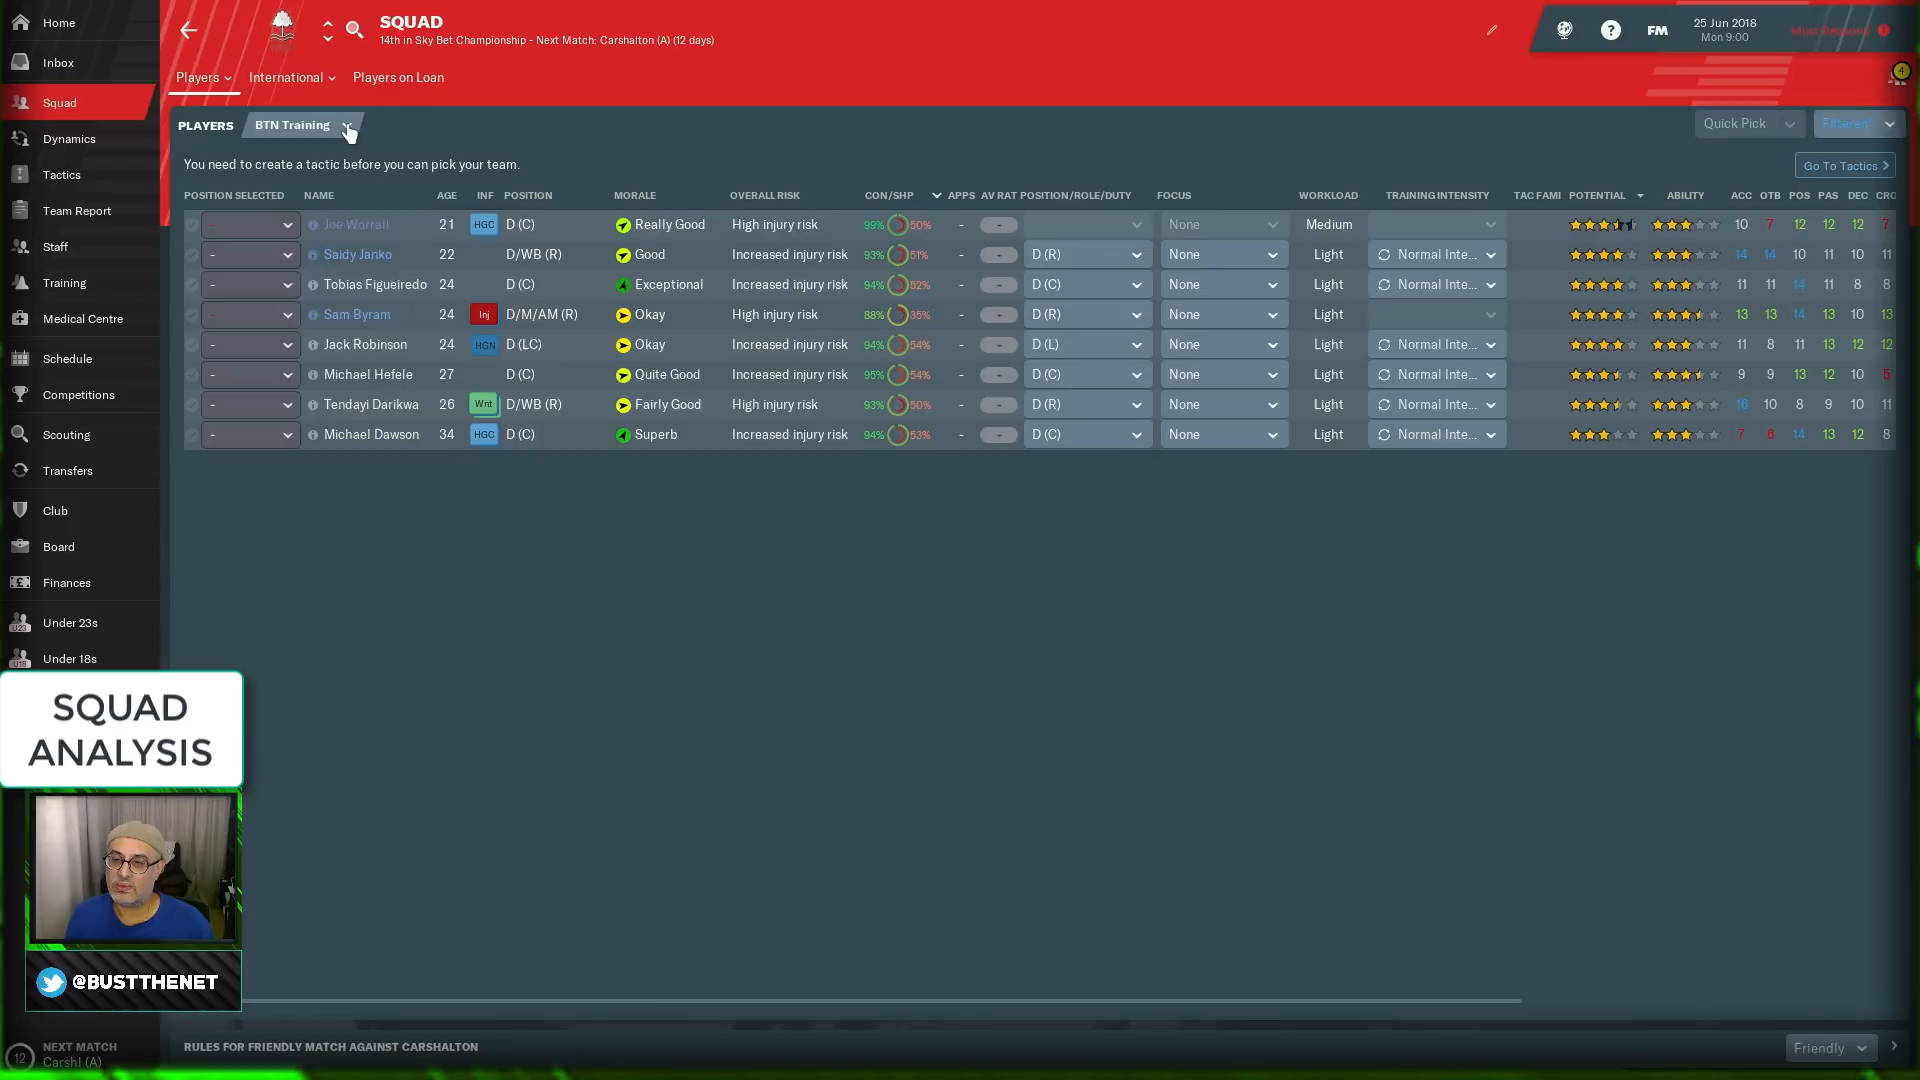 Home
Inbox
Squad
Dynamics
Tactics
Team Report
Staff
Training
Medical Centre
Schedule
Competitions
Scouting
Transfers
Club
Board
Finances
Under 23s
Under 18s
SQUAD
14th in Sky Bet Championship - Next Match: Carshalton (A) (12 days)
FM
25 Jun 2018
Mon 9:00
Must Respond
4
Players International Players on Loan
PLAYERS BTN Training
Quick Pick Filtered
You need to create a tactic before you can pick your team.
Go To Tactics
POSITION SELECTED NAME AGE INF POSITION MORALE OVERALL RISK CON/SHP APPS AV RAT POSITION/ROLE/DUTY FOCUS WORKLOAD TRAINING INTENSITY TAC FAMI POTENTIAL ABILITY ACC OTB POS PAS DEC CRO
- Joe Worrall 21 HGC D (C) Really Good High injury risk 99% 50% - - None Medium 10 7 12 12 12 7
- Saidy Janko 22 D/WB (R) Good Increased injury risk 93% 51% - - D (R) None Light Normal Inte... 14 14 10 11 10 11
- Tobias Figueiredo 24 D (C) Exceptional Increased injury risk 94% 52% - - D (C) None Light Normal Inte... 11 11 14 11 8 8
- Sam Byram 24 Inj D/M/AM (R) Okay High injury risk 88% 35% - - D (R) None Light 13 13 14 13 10 13
- Jack Robinson 24 HGN D (LC) Okay Increased injury risk 94% 54% - - D (L) None Light Normal Inte... 11 8 11 13 12 12
- Michael Hefele 27 D (C) Quite Good Increased injury risk 95% 54% - - D (C) None Light Normal Inte... 9 9 13 12 10 5
- Tendayi Darikwa 26 Wnt D/WB (R) Fairly Good High injury risk 93% 50% - - D (R) None Light Normal Inte... 16 10 8 9 10 11
- Michael Dawson 34 HGC D (C) Superb Increased injury risk 94% 53% - - D (C) None Light Normal Inte... 7 6 14 13 12 8
SQUAD
ANALYSIS
@BUSTTHENET
12 NEXT MATCH
Carshl (A)
RULES FOR FRIENDLY MATCH AGAINST CARSHALTON
Friendly